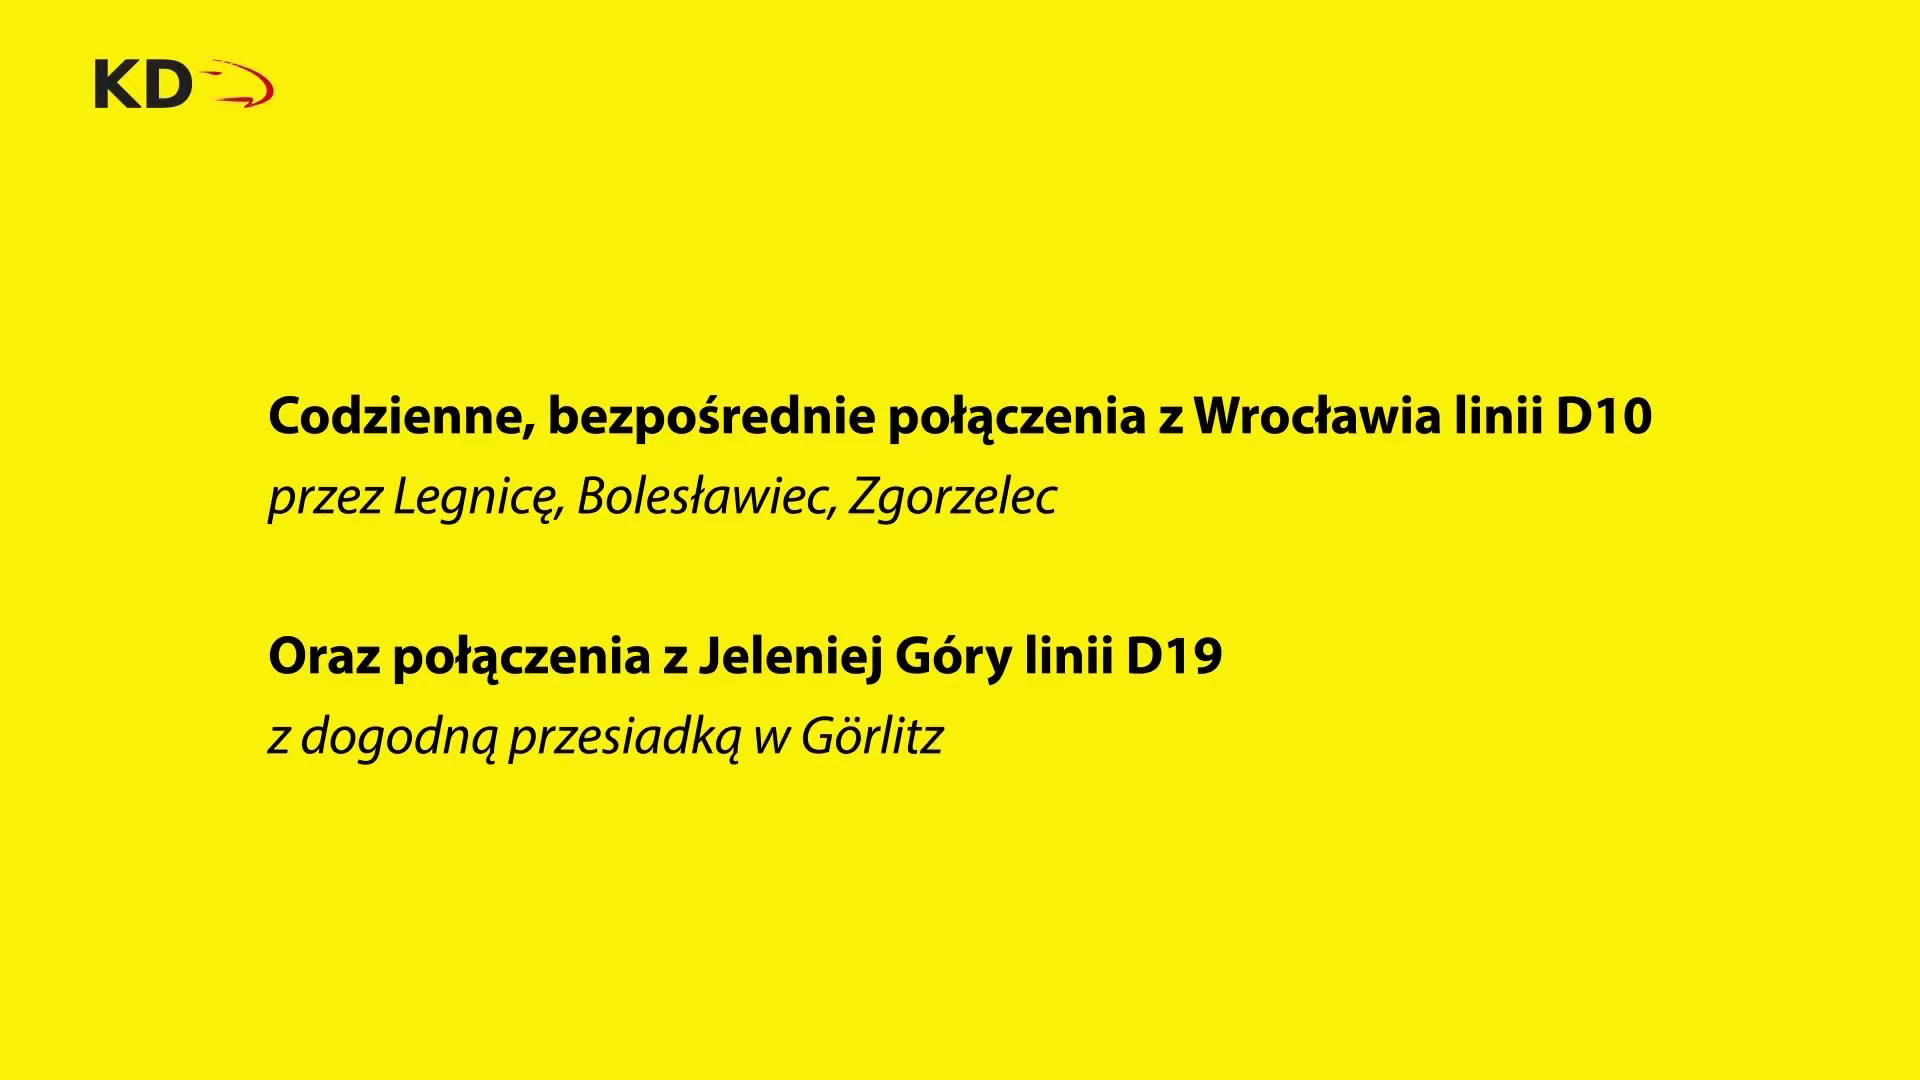 KD
Codzienne, bezpośrednie połączenia z Wrocławia linii D10
przez Legnicę, Bolesławiec, Zgorzelec
Oraz połączenia z Jeleniej Góry linii D19
z dogodną przesiadką w Görlitz